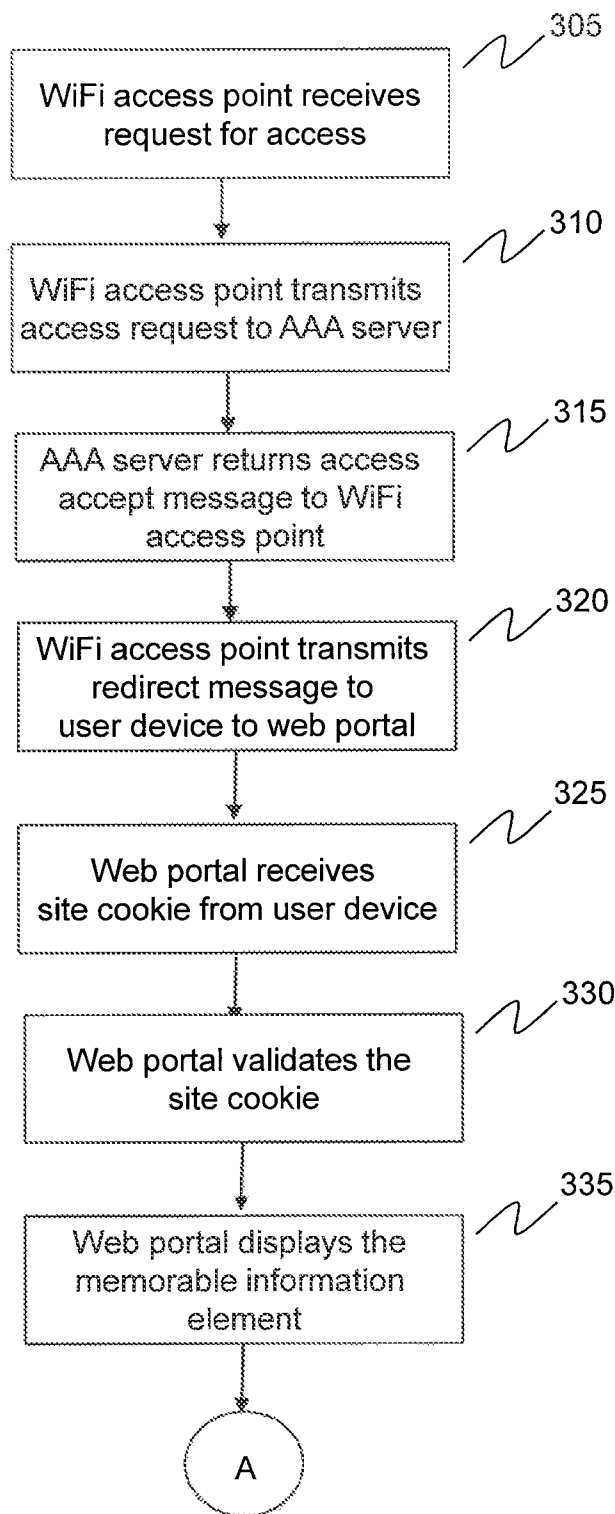 305
WiFi access point receives
request for access
310
WiFi access point transmits
access request to AAA server
315
AAA server returns access
accept message to WiFi
access point
320
WiFi access point transmits
redirect message to
user device to web portal
325
Web portal receives
site cookie from user device
330
Web portal validates the
site cookie
335
Web portal displays the
memorable information
element
A